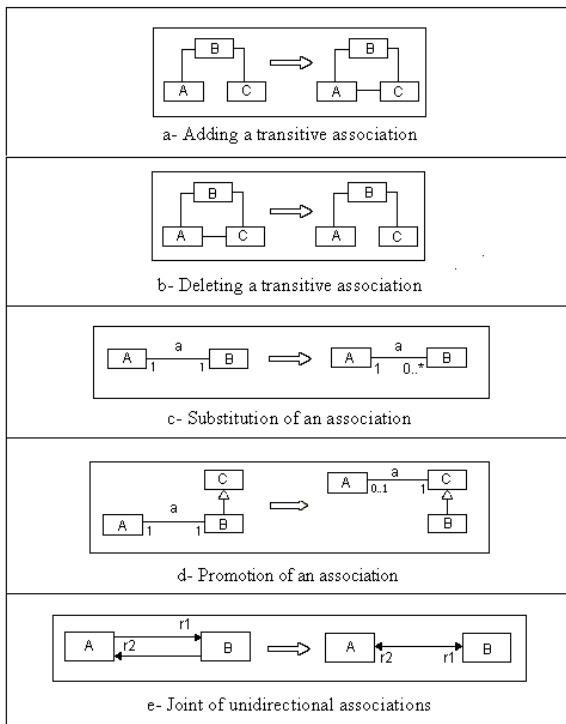 B B
A C A C
a- Adding a transitive association
B B
A C A C
b- Deleting a transitive association
A a B A a B
1 1 1 0..*
c- Substitution of an association
C A a C
0..1 1
A a B B
1 1
d- Promotion of an association
r1
A r2 B A B
r2 r1
e- Joint of unidirectional associations